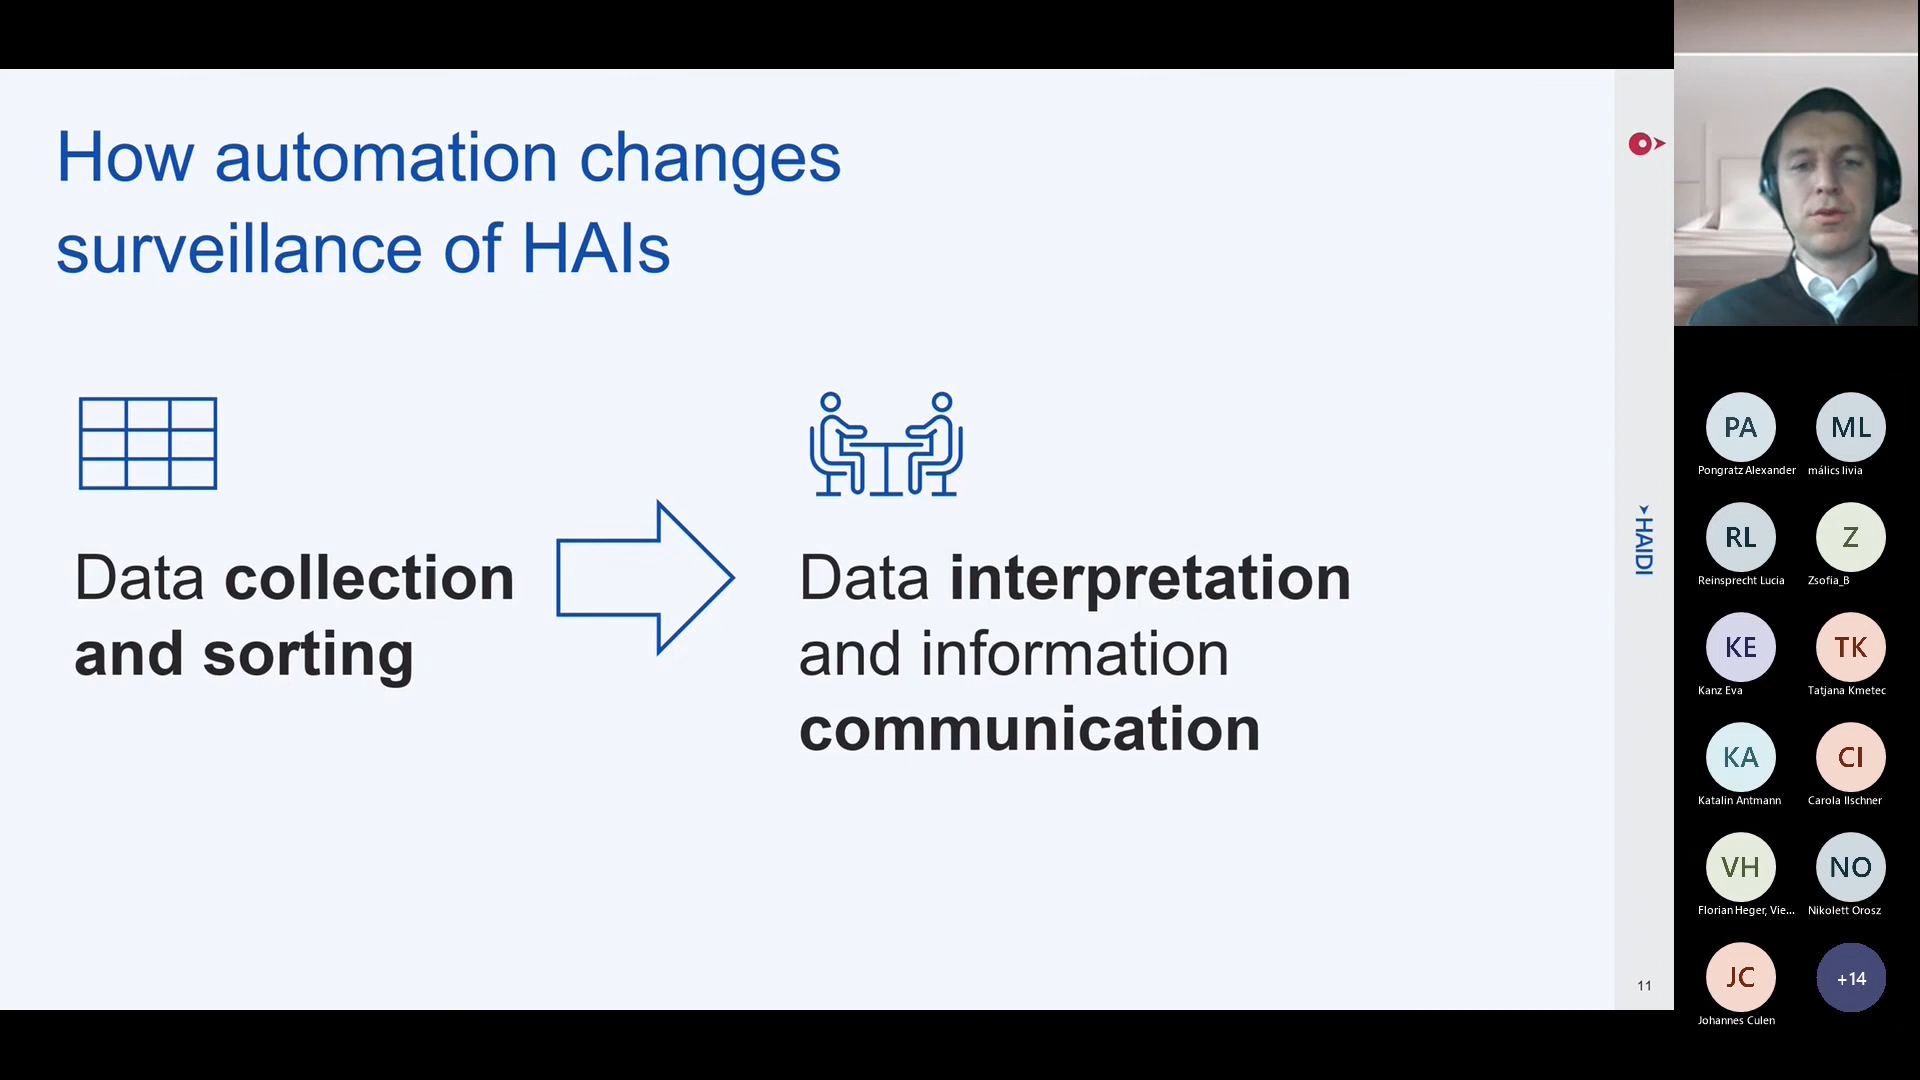 How automation changes
surveillance of HAIs
Data collection
and sorting
Data interpretation
and information
communication
HAIDI
11
PA
Pongratz Alexander
ML
málics lívia
RL
Reinsprecht Lucia
Z
Zsofia_B
KE
Kanz Eva
TK
Tatjana Kmetec
KA
Katalin Antmann
CI
Carola Ilschner
VH
Florian Heger, Vie...
NO
Nikolett Orosz
JC
Johannes Culen
+14